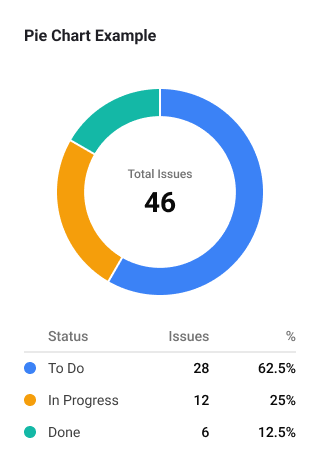 Pie Chart Example
Total Issues
46
Status Issues %
To Do 28 62.5%
In Progress 12 25%
Done 6 12.5%